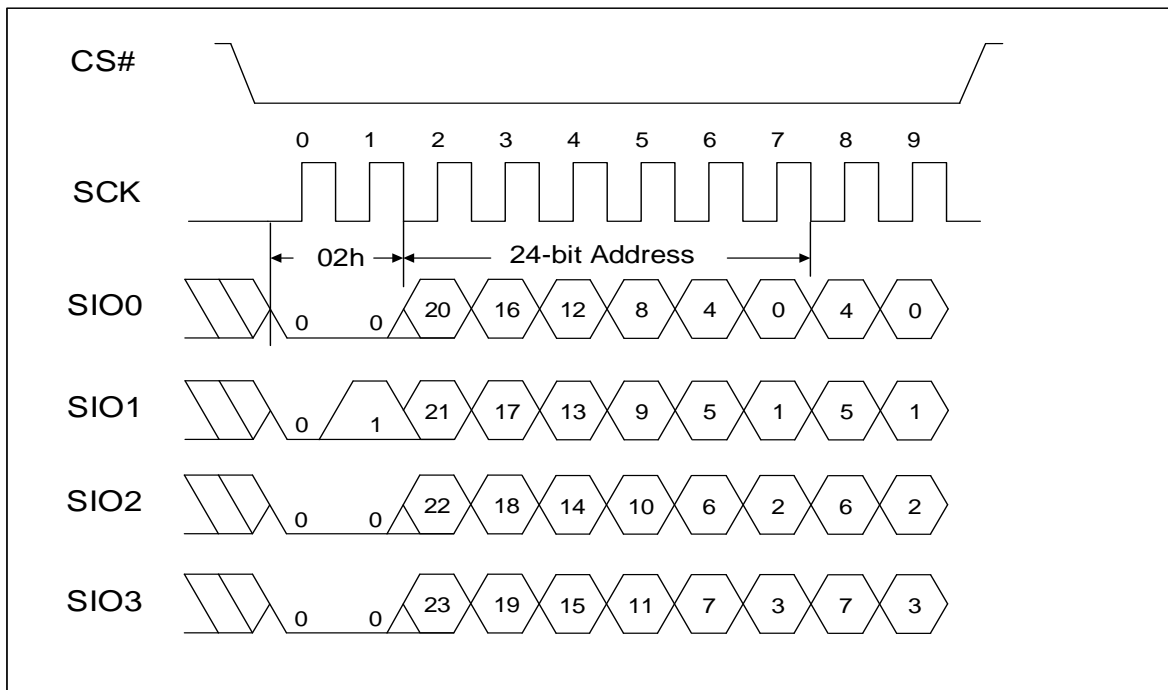 CS#
0 1 2 3 4 5 6 7 8 9
SCK
02h 24-bit Address
SIO0 0 0 20 16 12 8 4 0 4 0
SIO1 0 1 21 17 13 9 5 1 5 1
SIO2 0 0 22 18 14 10 6 2 6 2
SIO3 0 0 23 19 15 11 7 3 7 3